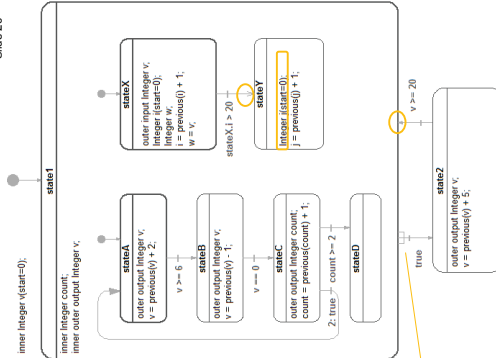 inner Integer v(start=0);
state1
inner Integer count;
inner outer output Integer v;
stateA
outer output Integer v;
v = previous(v) + 2;
v >= 6
stateB
outer output Integer v;
v = previous(v) - 1;
v == 0
stateC
outer output Integer count;
count = previous(count) + 1;
2: true
count >= 2
stateD
stateX
outer input Integer v;
Integer i(start=0);
Integer w;
i = previous(i) + 1;
w = v;
stateX.i > 20
stateY
Integer j(start=0);
j = previous(j) + 1;
true
v >= 20
state2
outer output Integer v;
v = previous(v) + 5;